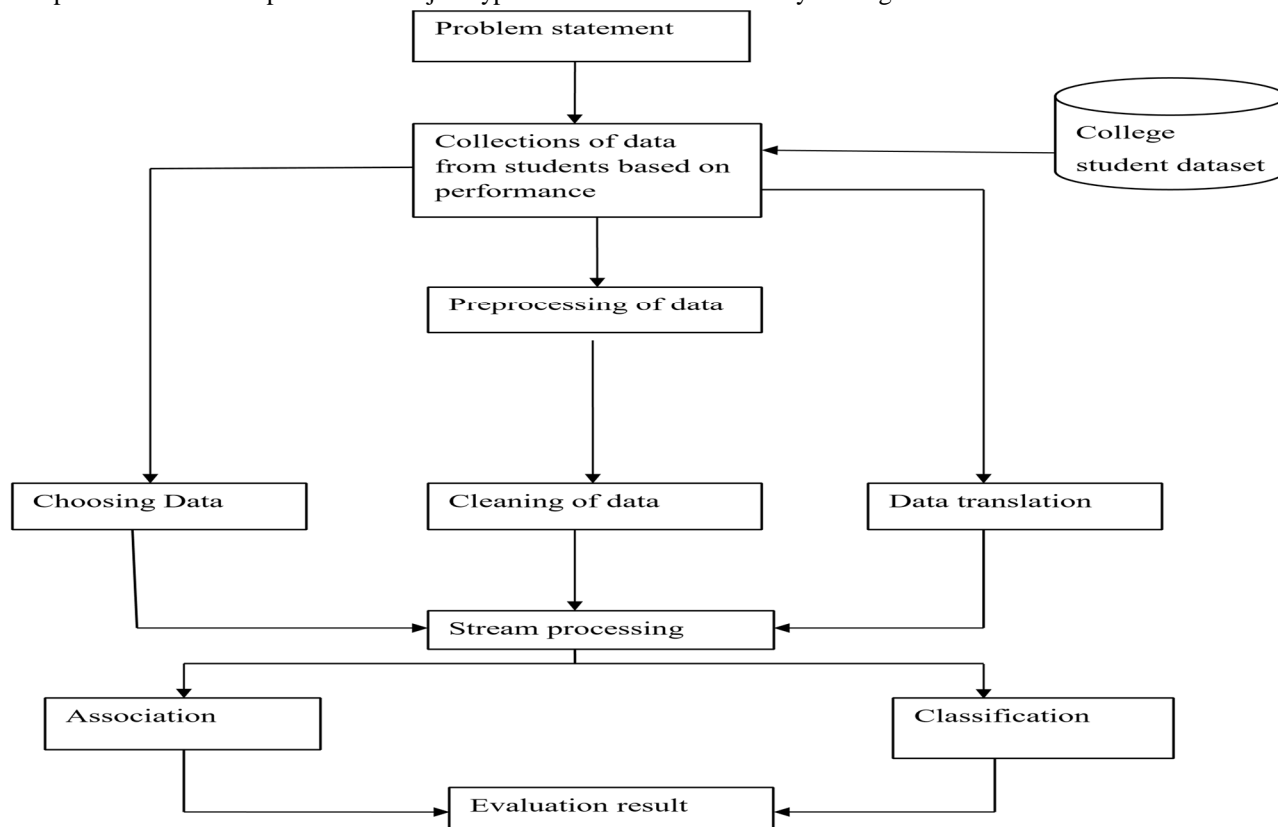 Problem statement
Collections of data
from students based on
performance
College
student dataset
Preprocessing of data
Choosing Data
Cleaning of data
Data translation
Stream processing
Association
Classification
Evaluation result